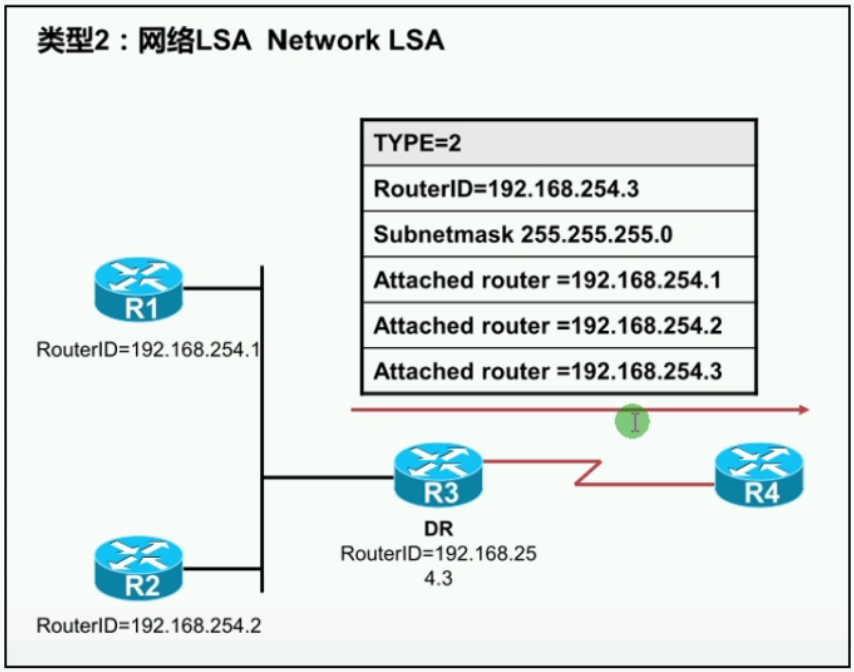 类型2：网络LSA Network LSA
TYPE=2
RouterID=192.168.254.3
Subnetmask 255.255.255.0
Attached router =192.168.254.1
Attached router =192.168.254.2
Attached router =192.168.254.3
R1
RouterID=192.168.254.1
R3
R4
DR
RouterID=192.168.25
4.3
R2
RouterID=192.168.254.2